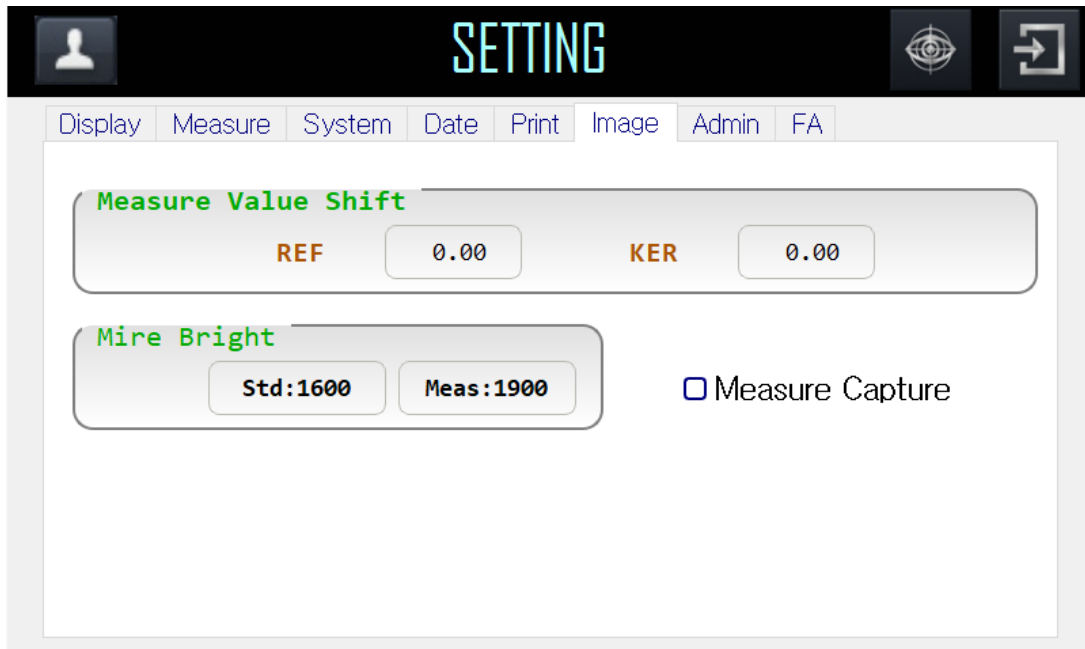 SETTING
Display Measure System Date Print Image Admin FA
Measure Value Shift
REF 0.00 KER 0.00
Mire Bright
Std:1600 Meas:1900
Measure Capture